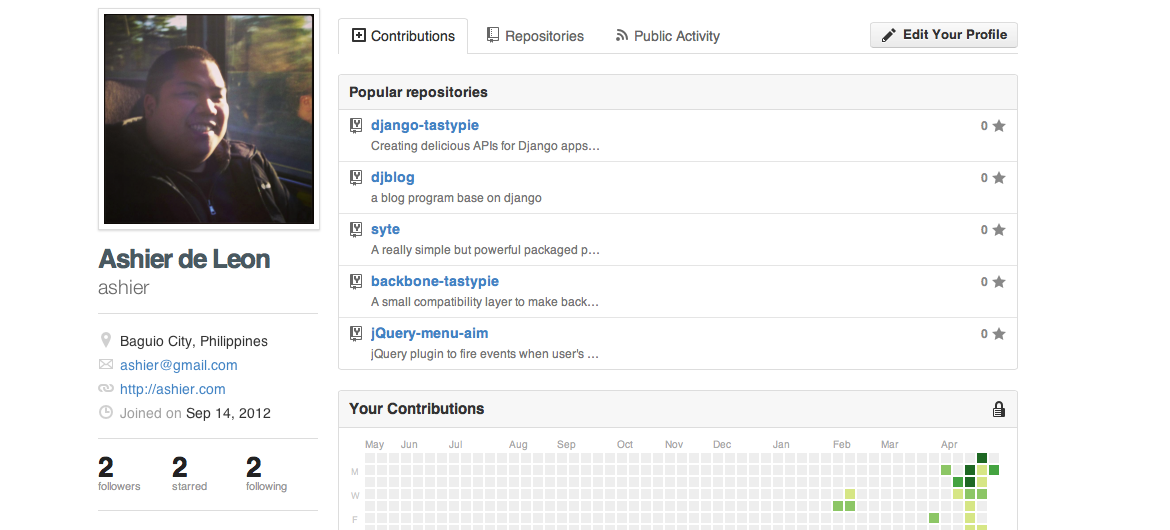 Contributions
Repositories
Public Activity
Edit Your Profile
Popular repositories
django-tastypie
0
Creating delicious APIs for Django apps…
djblog
0
a blog program base on django
syte
0
A really simple but powerful packaged p…
backbone-tastypie
0
A small compatibility layer to make back…
jQuery-menu-aim
0
jQuery plugin to fire events when user's …
Ashier de Leon
ashier
Baguio City, Philippines
ashier@gmail.com
http://ashier.com
Joined on Sep 14, 2012
2 2 2
followers starred following
Your Contributions
May Jun Jul Aug Sep Oct Nov Dec Jan Feb Mar Apr
M
W
F